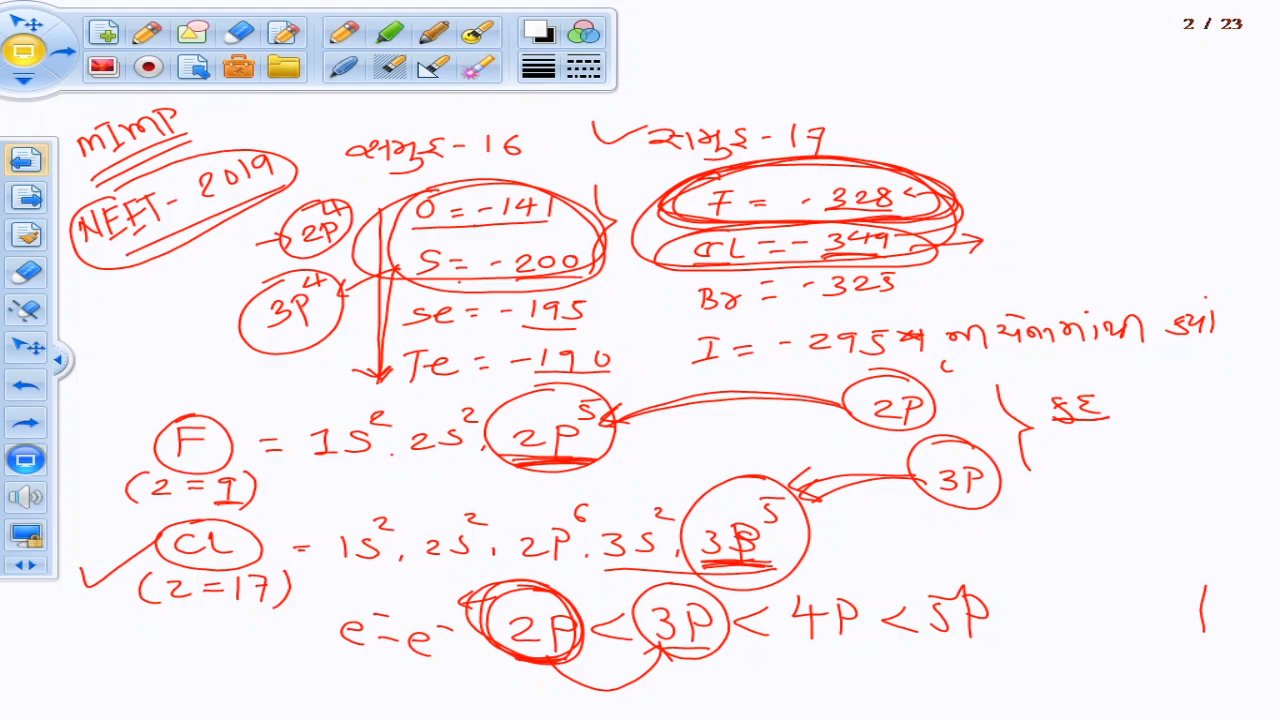 2 / 23
mIMP
NEET - 2019
સમૂહ - 16
સમૂહ - 17
2P⁴
O = - 141
F = - 328
S = - 200
CL = - 349
3P⁴
Se = - 195
Br = - 325
Te = - 190
I = - 295
2P
કદ
F = 1S². 2S², 2P⁵
(Z = 9)
3P
CL = 1S², 2S², 2P⁶. 3S², 3P⁵
(Z = 17)
e⁻ - e⁻ 2P < 3P < 4P < 5P